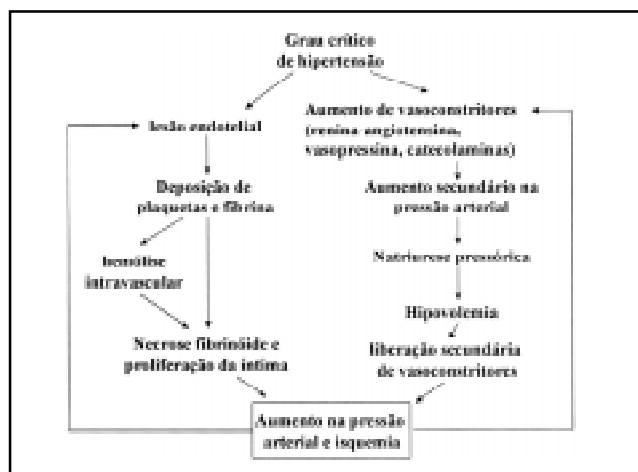 Grau crítico
de hipertensão
lesão endotelial
Aumento de vasoconstritores
(renina-angiotensina,
vasopressina, catecolaminas)
Deposição de
plaquetas e fibrina
Aumento secundário na
pressão arterial
hemólise
intravascular
Natriurese pressórica
Hipovolemia
Necrose fibrinóide e
proliferação da íntima
liberação secundária
de vasoconstritores
Aumento na pressão
arterial e isquemia